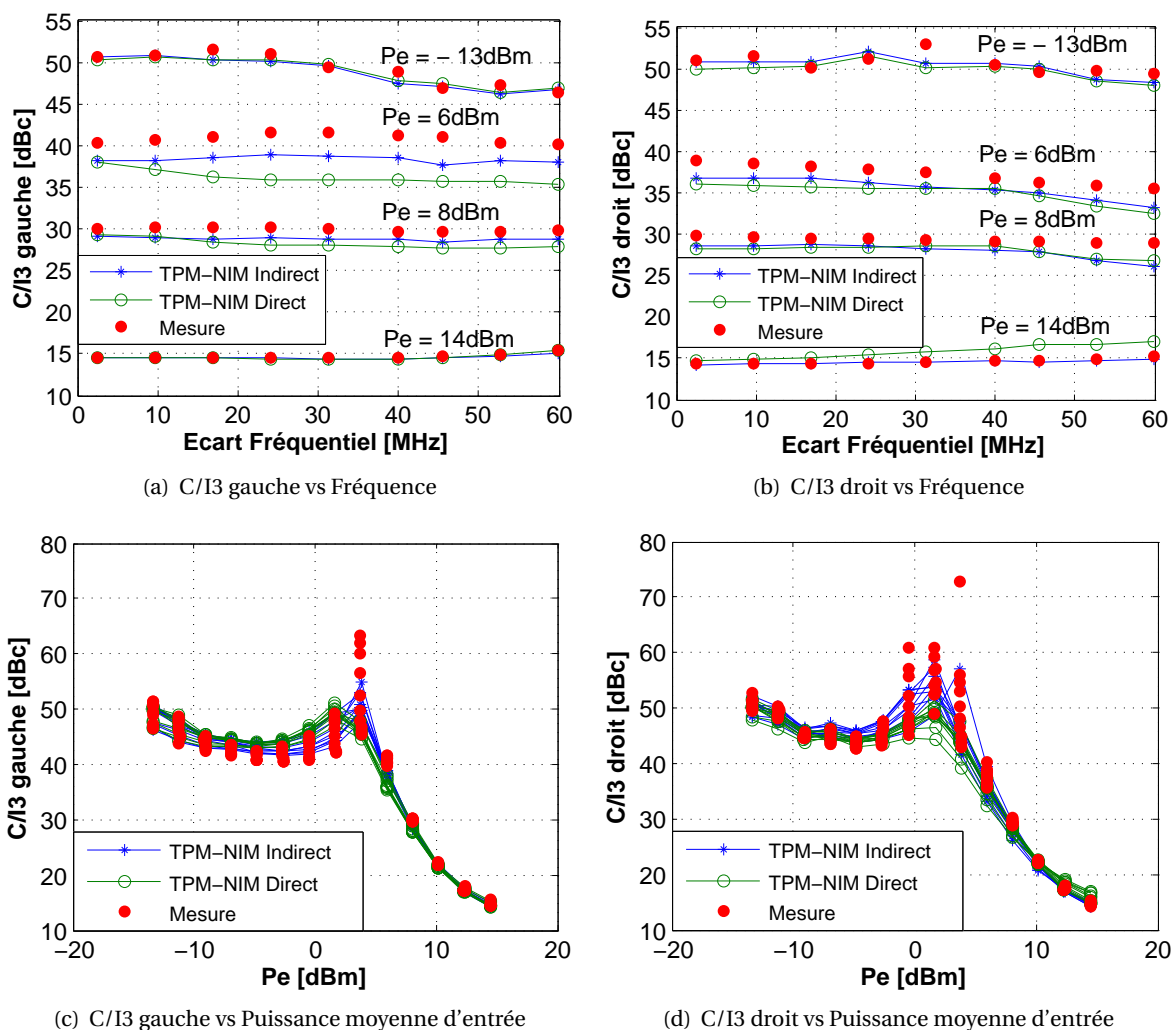 55
50
45
40
35
30
25
20
15
10
0 10 20 30 40 50 60
C/I3 gauche [dBc]
Ecart Fréquentiel [MHz]
Pe = − 13dBm
Pe = 6dBm
Pe = 8dBm
TPM−NIM Indirect
TPM−NIM Direct
Mesure
Pe = 14dBm
(a) C/I3 gauche vs Fréquence
55
50
45
40
35
30
25
20
15
10
0 10 20 30 40 50 60
C/I3 droit [dBc]
Ecart Fréquentiel [MHz]
Pe = − 13dBm
Pe = 6dBm
Pe = 8dBm
TPM−NIM Indirect
TPM−NIM Direct
Mesure
Pe = 14dBm
(b) C/I3 droit vs Fréquence
80
70
60
50
40
30
20
10
−20 −10 0 10 20
C/I3 gauche [dBc]
Pe [dBm]
TPM−NIM Indirect
TPM−NIM Direct
Mesure
(c) C/I3 gauche vs Puissance moyenne d'entrée
80
70
60
50
40
30
20
10
−20 −10 0 10 20
C/I3 droit [dBc]
Pe [dBm]
TPM−NIM Indirect
TPM−NIM Direct
Mesure
(d) C/I3 droit vs Puissance moyenne d'entrée